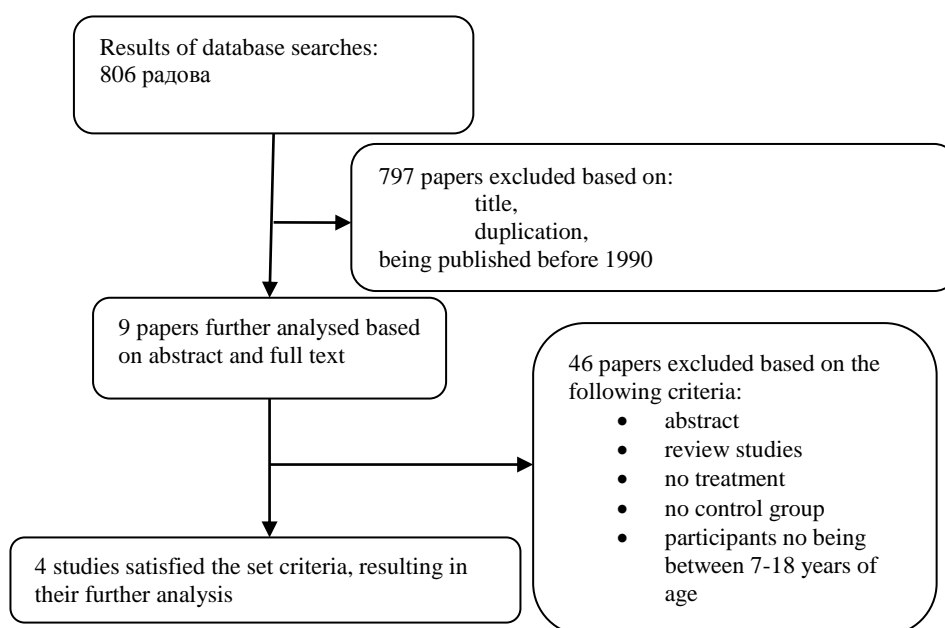 Results of database searches:
806 радова
797 papers excluded based on:
title,
duplication,
being published before 1990
9 papers further analysed based
on abstract and full text
46 papers excluded based on the
following criteria:
• abstract
• review studies
• no treatment
• no control group
• participants no being
between 7-18 years of
age
4 studies satisfied the set criteria, resulting in
their further analysis